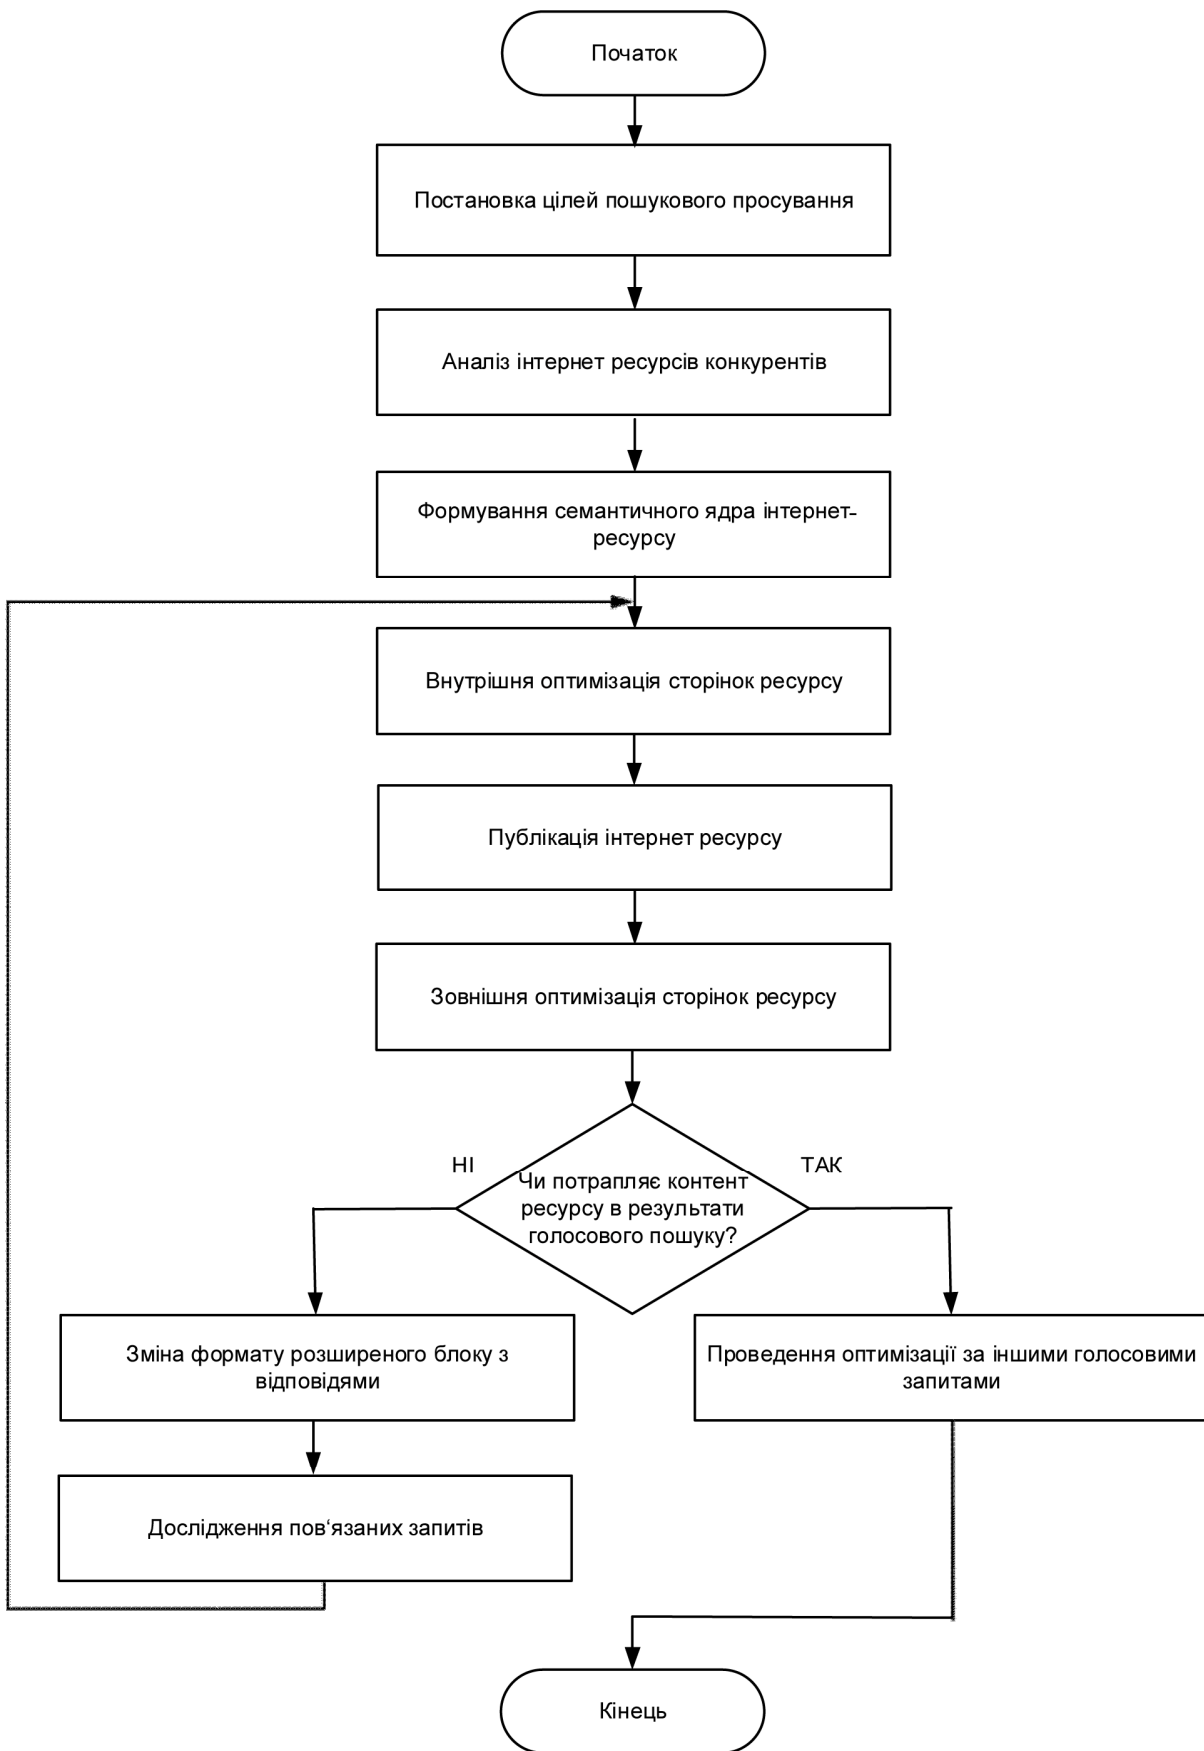 Початок
Постановка цілей пошукового просування
Аналіз інтернет ресурсів конкурентів
Формування семантичного ядра інтернет-
ресурсу
Внутрішня оптимізація сторінок ресурсу
Публікація інтернет ресурсу
Зовнішня оптимізація сторінок ресурсу
НІ
ТАК
Чи потрапляє контент
ресурсу в результати
голосового пошуку?
Зміна формату розширеного блоку з
відповідями
Проведення оптимізації за іншими голосовими
запитами
Дослідження пов‘язаних запитів
Кінець